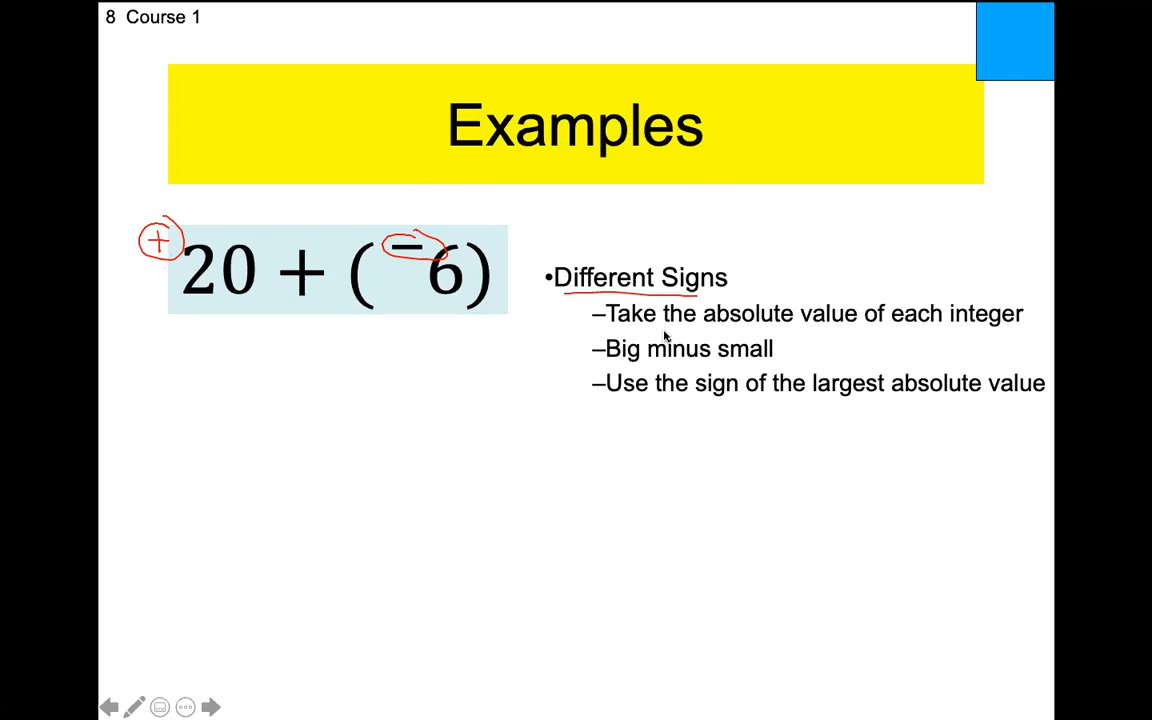 8 Course 1
Examples
+20 + ( ⁻6)
•Different Signs
–Take the absolute value of each integer
–Big minus small
–Use the sign of the largest absolute value